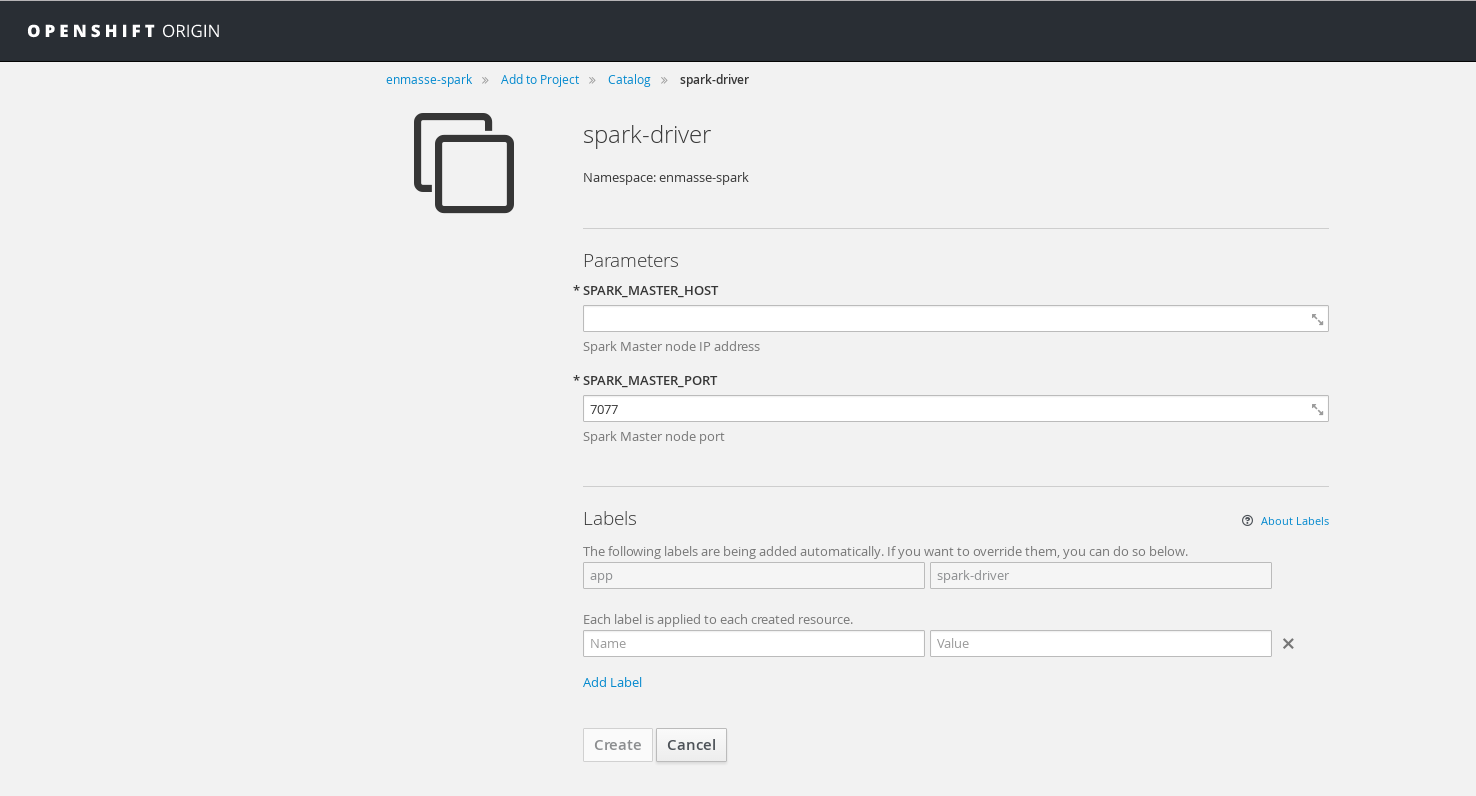 OPENSHIFT ORIGIN
enmasse-spark » Add to Project » Catalog » spark-driver
spark-driver
Namespace: enmasse-spark
Parameters
* SPARK_MASTER_HOST
Spark Master node IP address
* SPARK_MASTER_PORT
7077
Spark Master node port
Labels
About Labels
The following labels are being added automatically. If you want to override them, you can do so below.
app spark-driver
Each label is applied to each created resource.
Name Value
Add Label
Create Cancel